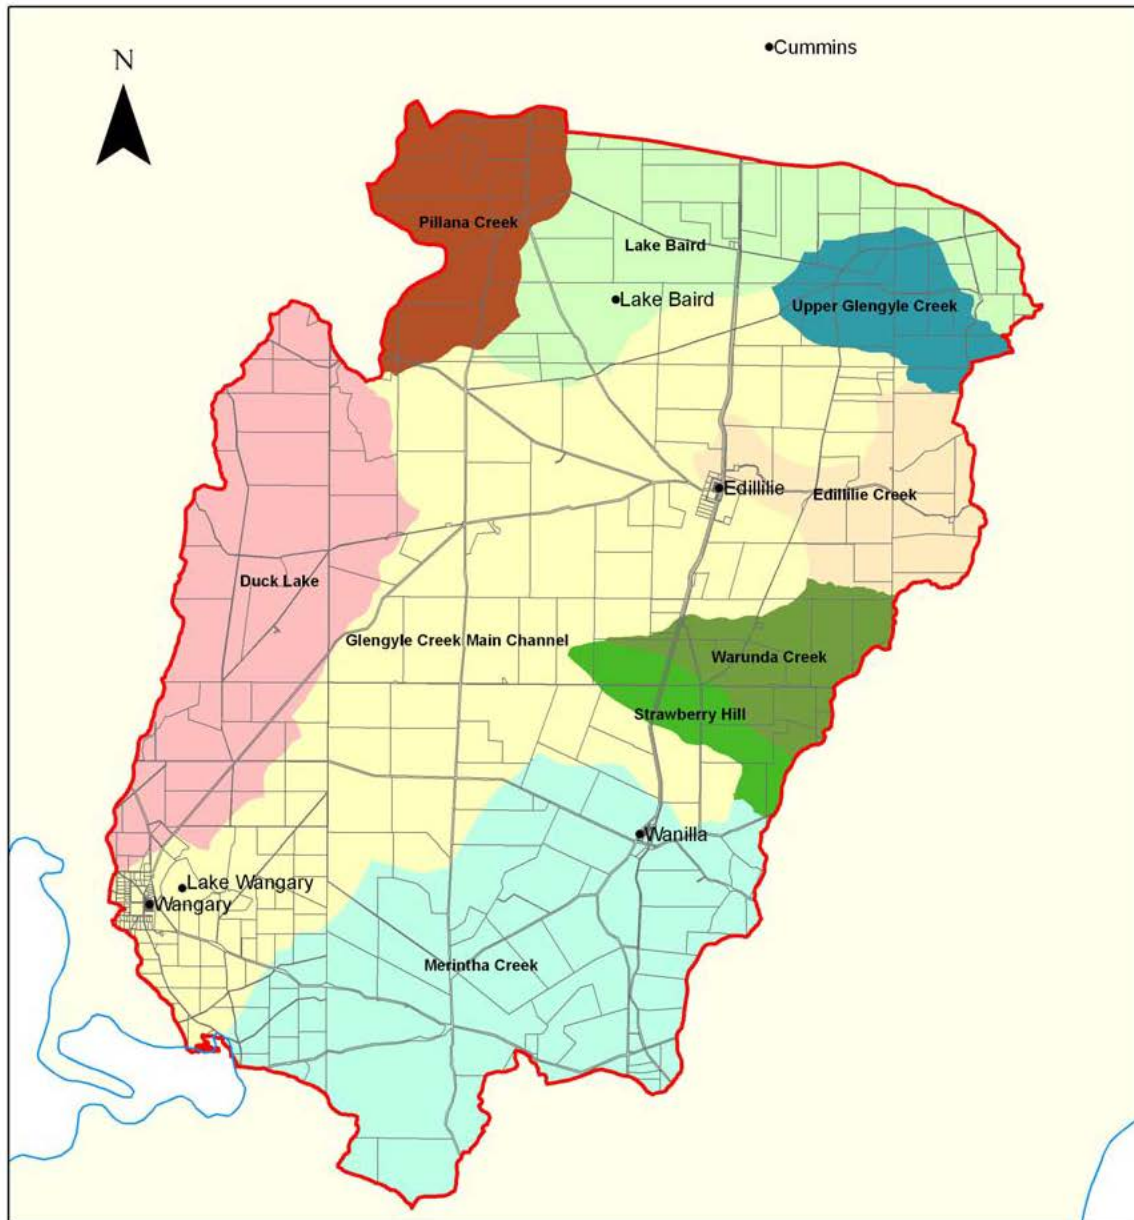 Cummins
N
Pillana Creek
Lake Baird
Lake Baird
Upper Glengyle Creek
Edillilie
Edillilie Creek
Duck Lake
Glengyle Creek Main Channel
Warunda Creek
Strawberry Hill
Wanilla
Lake Wangary
Wangary
Merintha Creek